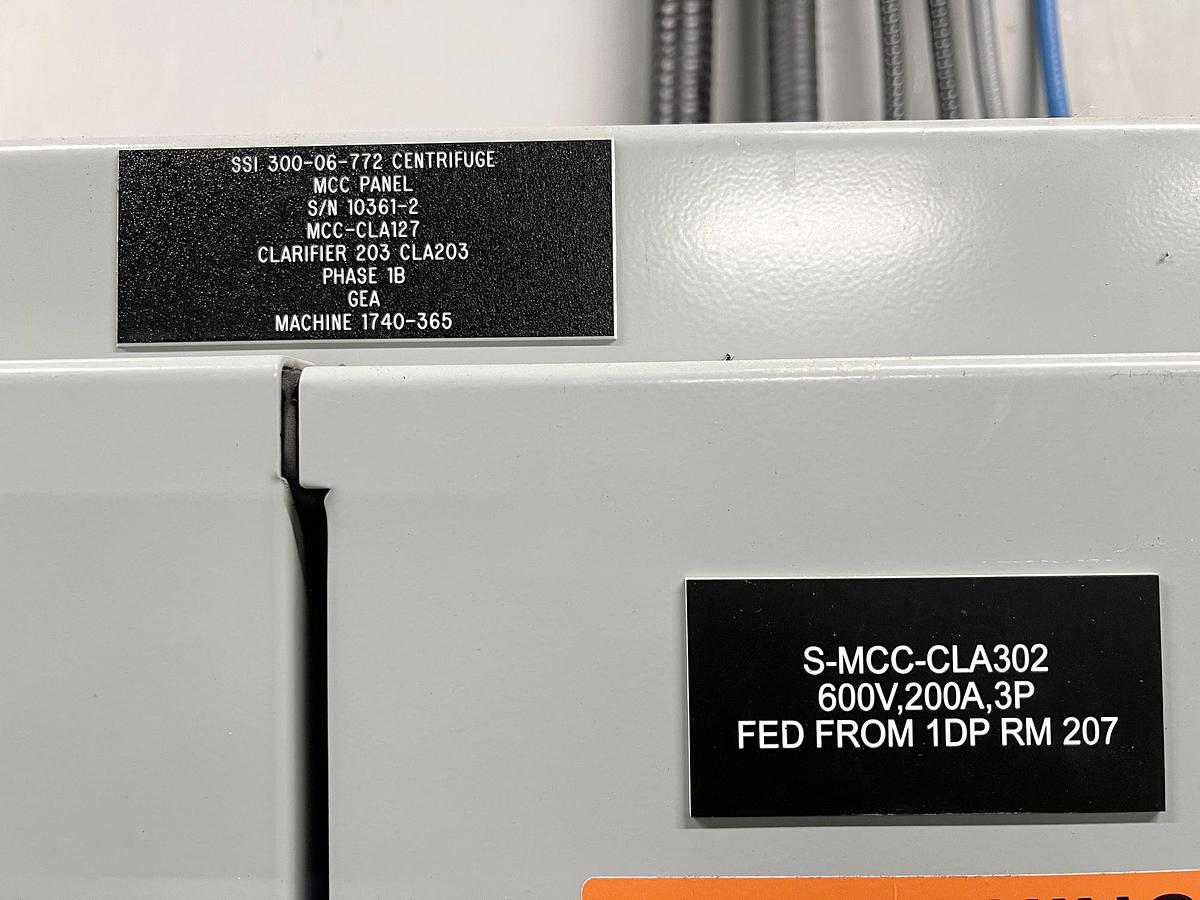 SSI 300-06-772 CENTRIFUGE
MCC PANEL
S/N 10361-2
MCC-CLA127
CLARIFIER 203 CLA203
PHASE 1B
GEA
MACHINE 1740-365
S-MCC-CLA302
600V,200A,3P
FED FROM 1DP RM 207